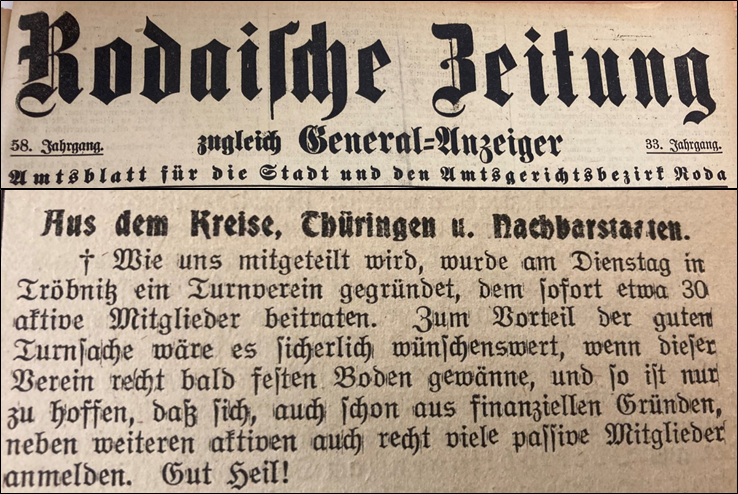 Rodaische Zeitung
58. Jahrgang. zugleich General-Anzeiger 33. Jahrgang.
Amtsblatt für die Stadt und den Amtsgerichtsbezirk Roda
Aus dem Kreise, Thüringen u. Nachbarstaaten.
† Wie uns mitgeteilt wird, wurde am Dienstag in
Tröbnitz ein Turnverein gegründet, dem sofort etwa 30
aktive Mitglieder beitraten. Zum Vorteil der guten
Turnsache wäre es sicherlich wünschenswert, wenn dieser
Verein recht bald festen Boden gewänne, und so ist nur
zu hoffen, daß sich, auch schon aus finanziellen Gründen,
neben weiteren aktiven auch recht viele passive Mitglieder
anmelden. Gut Heil!